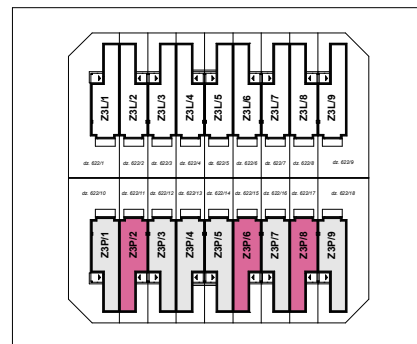 Z3L/1 Z3L/2 Z3L/3 Z3L/4 Z3L/5 Z3L/6 Z3L/7 Z3L/8 Z3L/9
dz. 622/1 dz. 622/2 dz. 622/3 dz. 622/4 dz. 622/5 dz. 622/6 dz. 622/7 dz. 622/8 dz. 622/9
dz. 622/10 dz. 622/11 dz. 622/12 dz. 622/13 dz. 622/14 dz. 622/15 dz. 622/16 dz. 622/17 dz. 622/18
Z3P/1 Z3P/2 Z3P/3 Z3P/4 Z3P/5 Z3P/6 Z3P/7 Z3P/8 Z3P/9